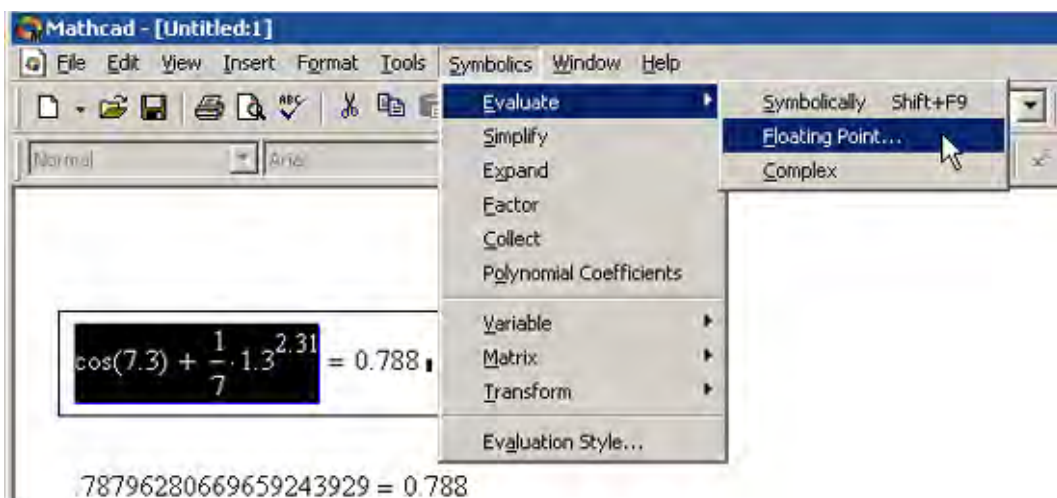 Mathcad - [Untitled:1]
File Edit View Insert Format Tools Symbolics Window Help
ABC
Normal Arial
Evaluate
Simplify
Expand
Factor
Collect
Polynomial Coefficients
Variable
Matrix
Transform
Evaluation Style...
Symbolically Shift+F9
Floating Point...
Complex
cos(7.3) + 1/7 · 1.3^2.31 = 0.788
.78796280669659243929 = 0.788